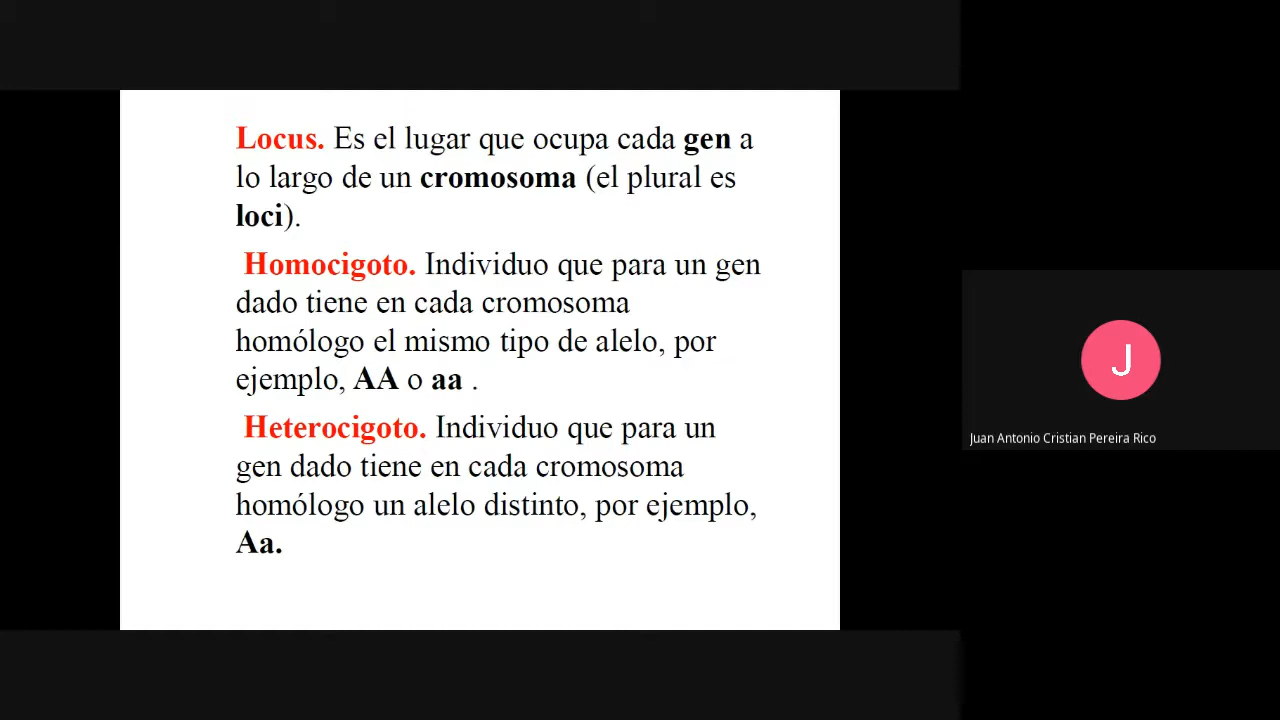 Locus. Es el lugar que ocupa cada gen a
lo largo de un cromosoma (el plural es
loci).
Homocigoto. Individuo que para un gen
dado tiene en cada cromosoma
homólogo el mismo tipo de alelo, por
ejemplo, AA o aa .
Heterocigoto. Individuo que para un
gen dado tiene en cada cromosoma
homólogo un alelo distinto, por ejemplo,
Aa.
J
Juan Antonio Cristian Pereira Rico